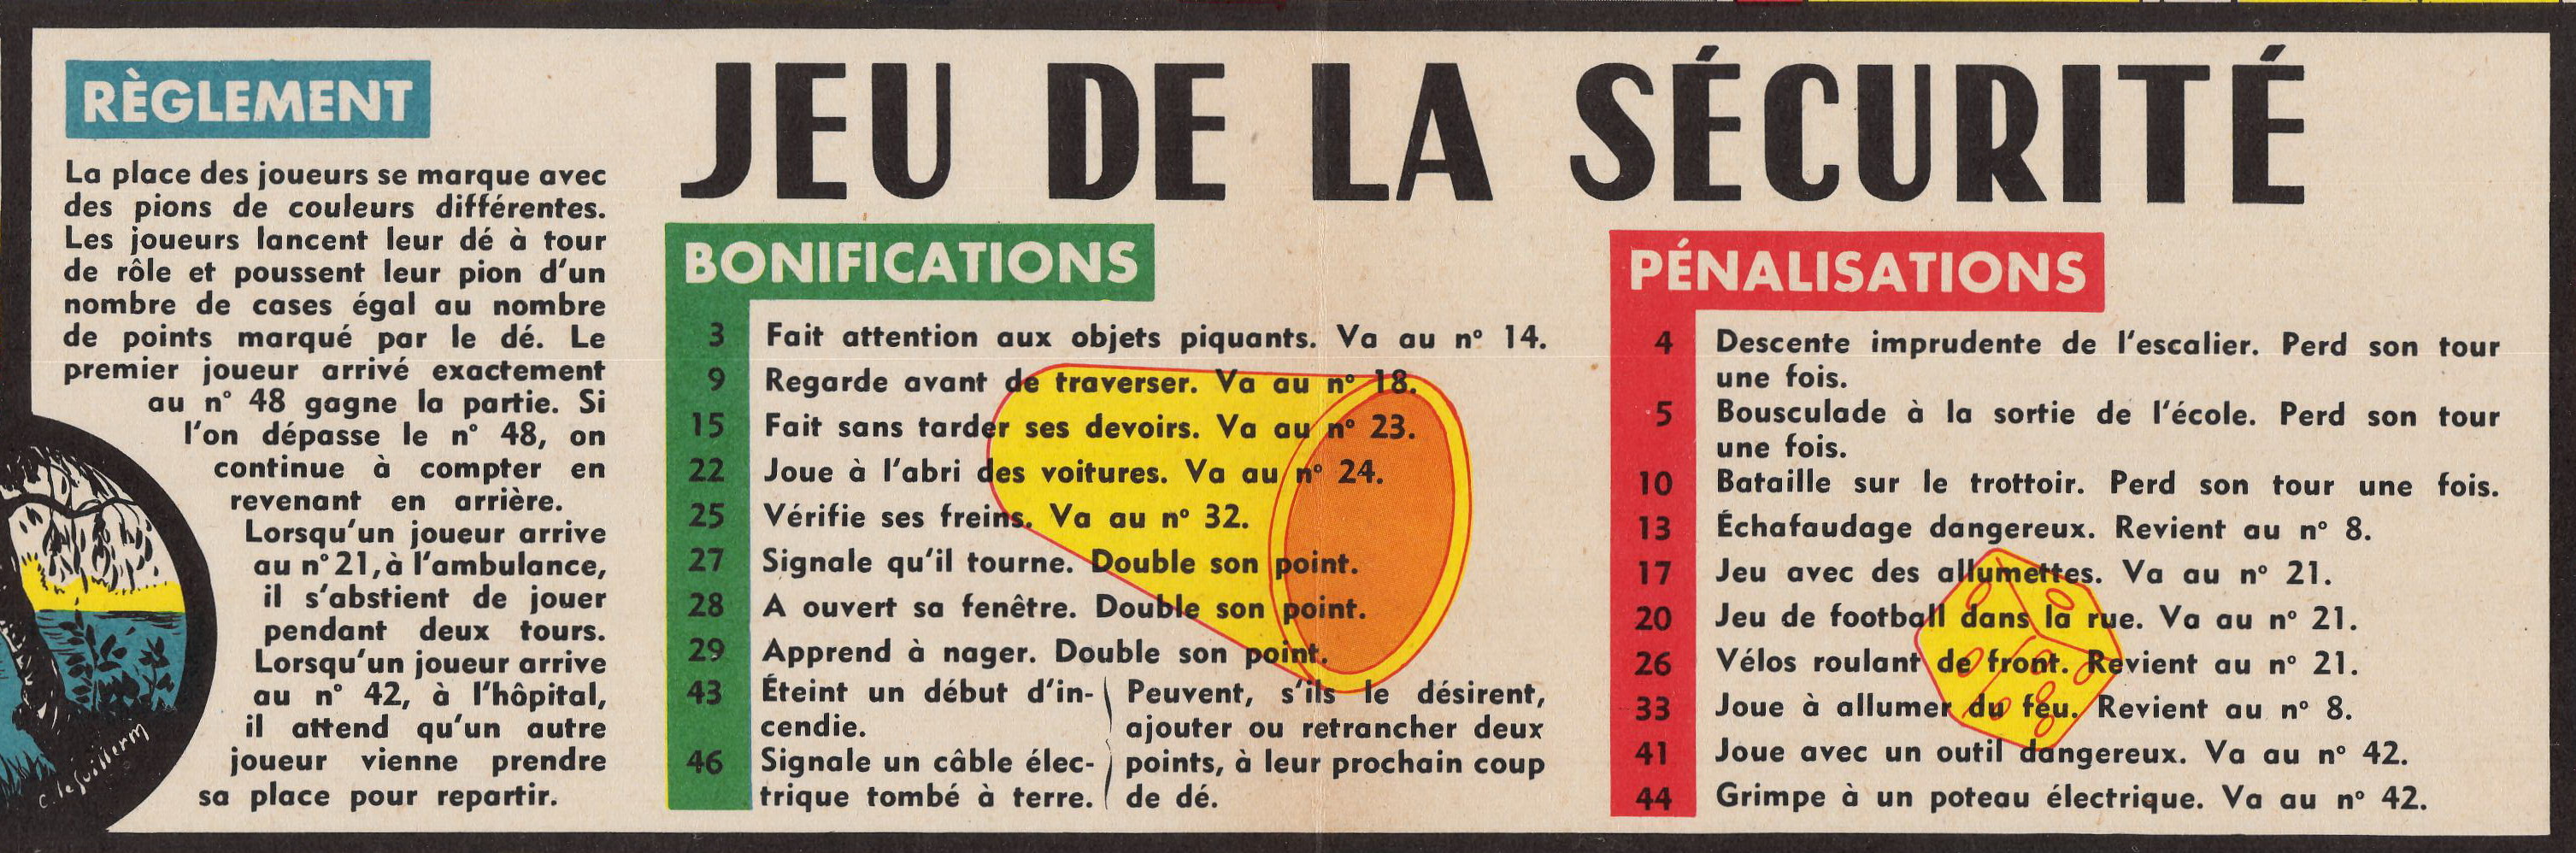 RÈGLEMENT
La place des joueurs se marque avec
des pions de couleurs différentes.
Les joueurs lancent leur dé à tour
de rôle et poussent leur pion d'un
nombre de cases égal au nombre
de points marqué par le dé. Le
premier joueur arrivé exactement
au n° 48 gagne la partie. Si
l'on dépasse le n° 48, on
continue à compter en
revenant en arrière.
Lorsqu'un joueur arrive
au n° 21, à l'ambulance,
il s'abstient de jouer
pendant deux tours.
Lorsqu'un joueur arrive
au n° 42, à l'hôpital,
il attend qu'un autre
joueur vienne prendre
sa place pour repartir.
C. le Guillerm
JEU DE LA SÉCURITÉ
BONIFICATIONS
3 Fait attention aux objets piquants. Va au n° 14.
9 Regarde avant de traverser. Va au n° 18.
15 Fait sans tarder ses devoirs. Va au n° 23.
22 Joue à l'abri des voitures. Va au n° 24.
25 Vérifie ses freins. Va au n° 32.
27 Signale qu'il tourne. Double son point.
28 A ouvert sa fenêtre. Double son point.
29 Apprend à nager. Double son point.
43 Éteint un début d'in-
cendie.
46 Signale un câble élec-
trique tombé à terre.
Peuvent, s'ils le désirent,
ajouter ou retrancher deux
points, à leur prochain coup
de dé.
PÉNALISATIONS
4 Descente imprudente de l'escalier. Perd son tour
une fois.
5 Bousculade à la sortie de l'école. Perd son tour
une fois.
10 Bataille sur le trottoir. Perd son tour une fois.
13 Échafaudage dangereux. Revient au n° 8.
17 Jeu avec des allumettes. Va au n° 21.
20 Jeu de football dans la rue. Va au n° 21.
26 Vélos roulant de front. Revient au n° 21.
33 Joue à allumer du feu. Revient au n° 8.
41 Joue avec un outil dangereux. Va au n° 42.
44 Grimpe à un poteau électrique. Va au n° 42.